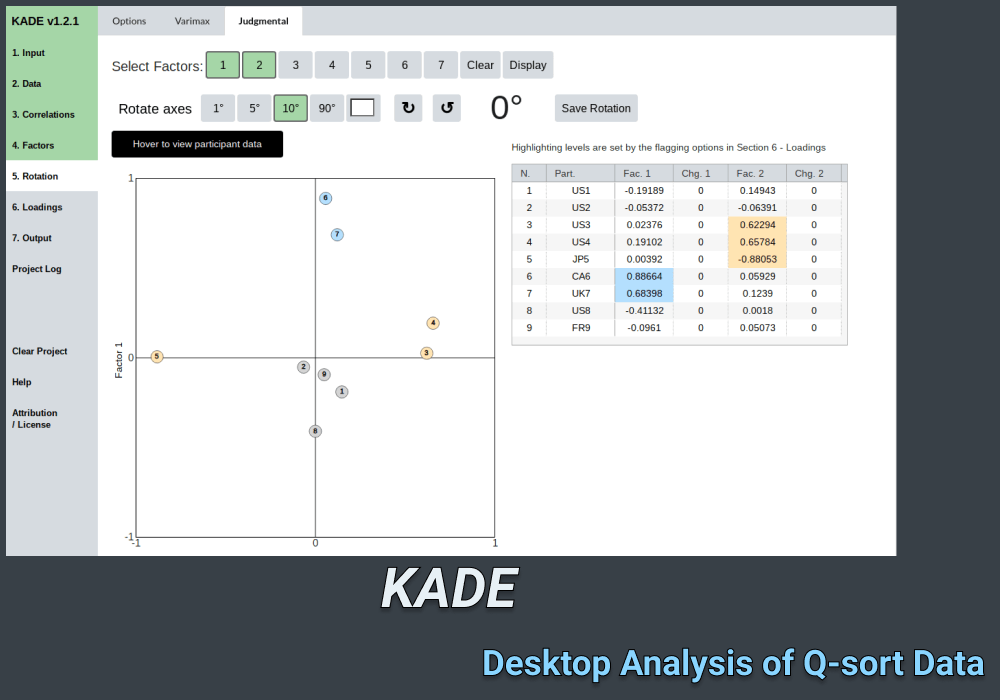 KADE v1.2.1
Options Varimax Judgmental
1. Input
2. Data
3. Correlations
4. Factors
5. Rotation
6. Loadings
7. Output
Project Log
Clear Project
Help
Attribution
/ License
Select Factors: 1 2 3 4 5 6 7 Clear Display
Rotate axes 1° 5° 10° 90° ↻ ↺ 0° Save Rotation
Hover to view participant data
Highlighting levels are set by the flagging options in Section 6 - Loadings
1
6
7
4
5
3
2
9
1
8
0
Factor 1
-1
-1 0 1
N. Part. Fac. 1 Chg. 1 Fac. 2 Chg. 2
1 US1 -0.19189 0 0.14943 0
2 US2 -0.05372 0 -0.06391 0
3 US3 0.02376 0 0.62294 0
4 US4 0.19102 0 0.65784 0
5 JP5 0.00392 0 -0.88053 0
6 CA6 0.88664 0 0.05929 0
7 UK7 0.68398 0 0.1239 0
8 US8 -0.41132 0 0.0018 0
9 FR9 -0.0961 0 0.05073 0
KADE
Desktop Analysis of Q-sort Data